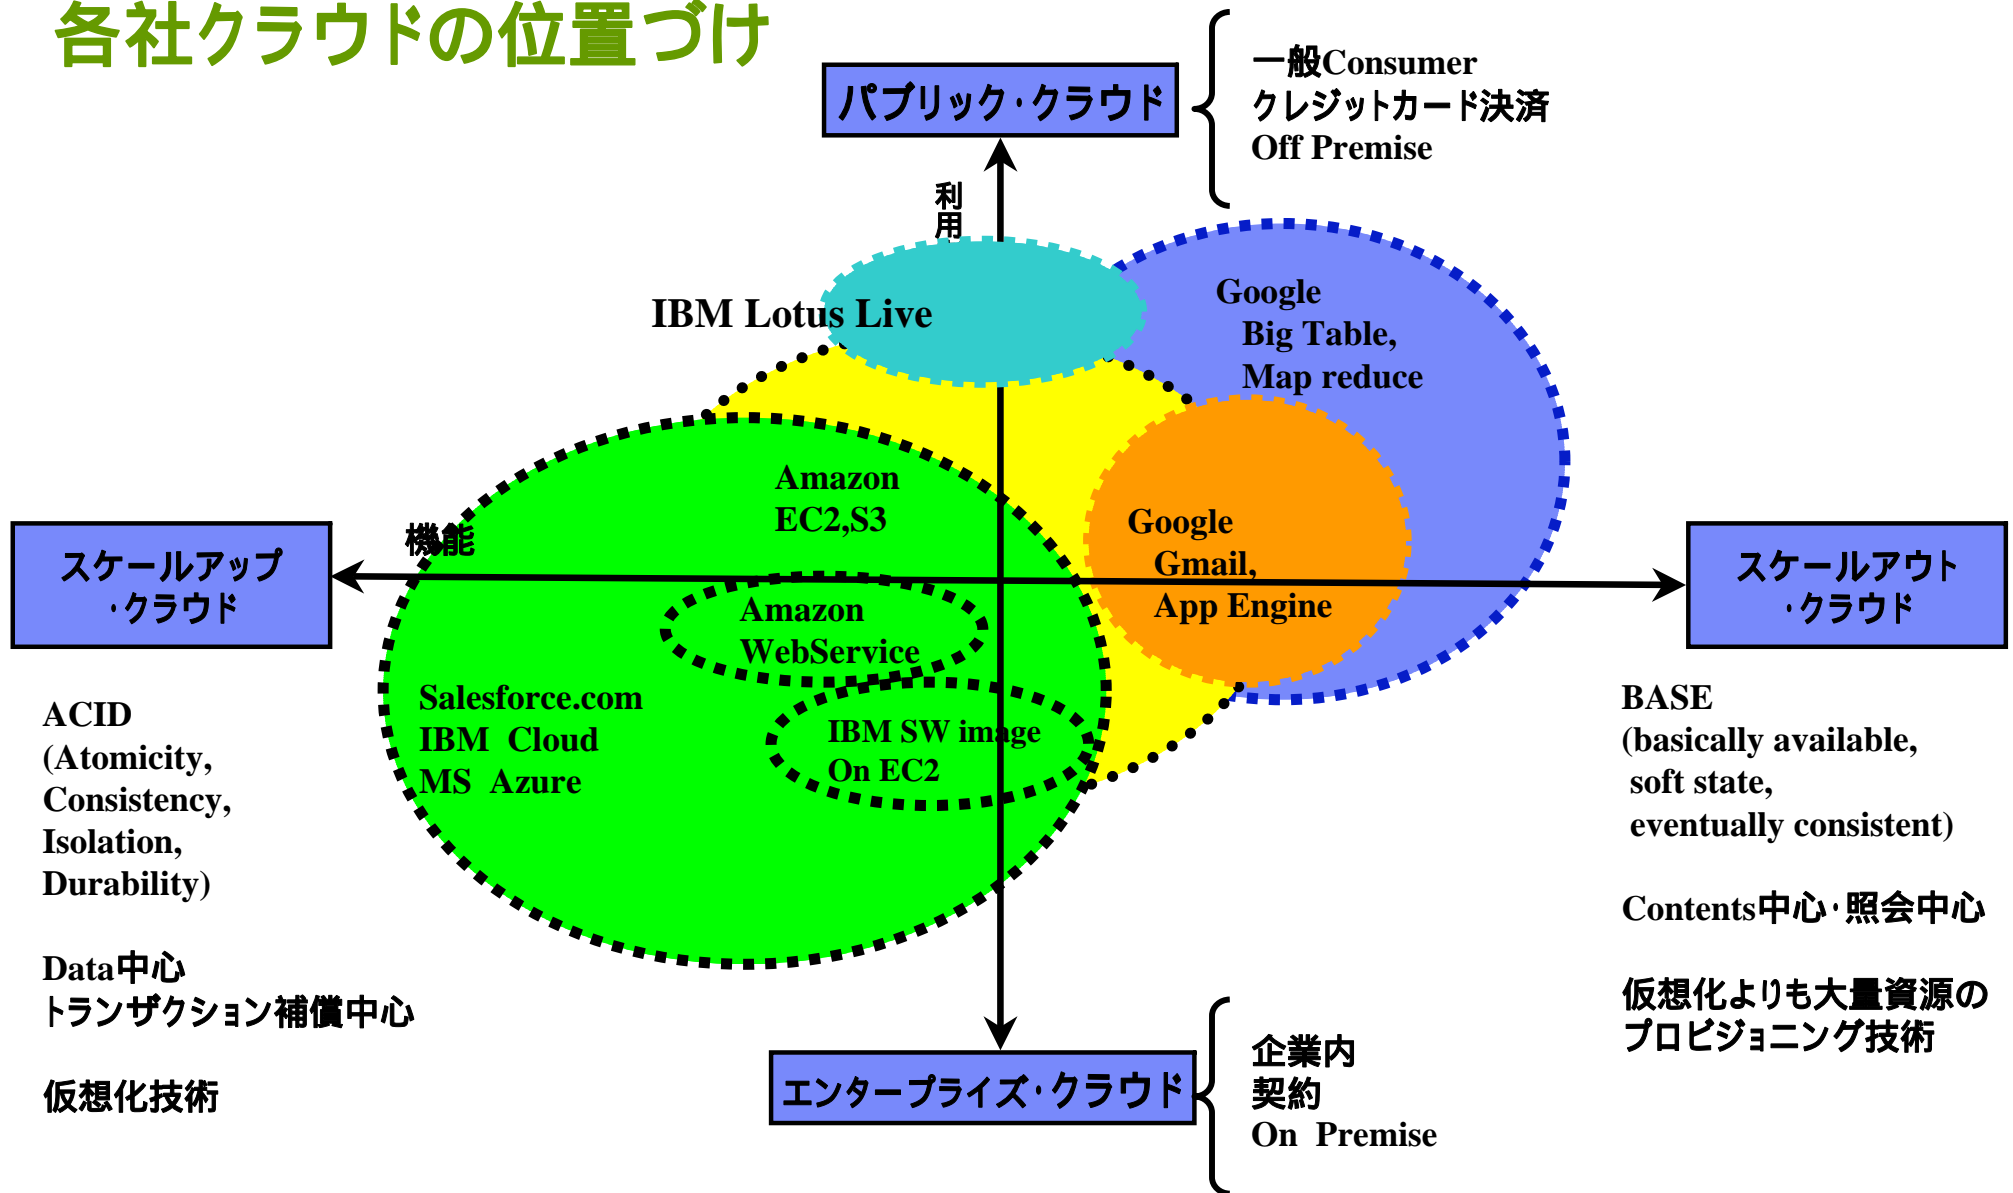 各社クラウドの位置づけ
パブリック・クラウド
一般Consumer
クレジットカード決済
Off Premise
利用
IBM Lotus Live
Google
Big Table,
Map reduce
Amazon
EC2,S3
Google
Gmail,
App Engine
機能
スケールアップ
・クラウド
スケールアウト
・クラウド
Amazon
WebService
Salesforce.com
IBM Cloud
MS Azure
IBM SW image
On EC2
ACID
(Atomicity,
Consistency,
Isolation,
Durability)
Data中心
トランザクション補償中心
仮想化技術
BASE
(basically available,
soft state,
eventually consistent)
Contents中心・照会中心
仮想化よりも大量資源の
プロビジョニング技術
エンタープライズ・クラウド
企業内
契約
On Premise